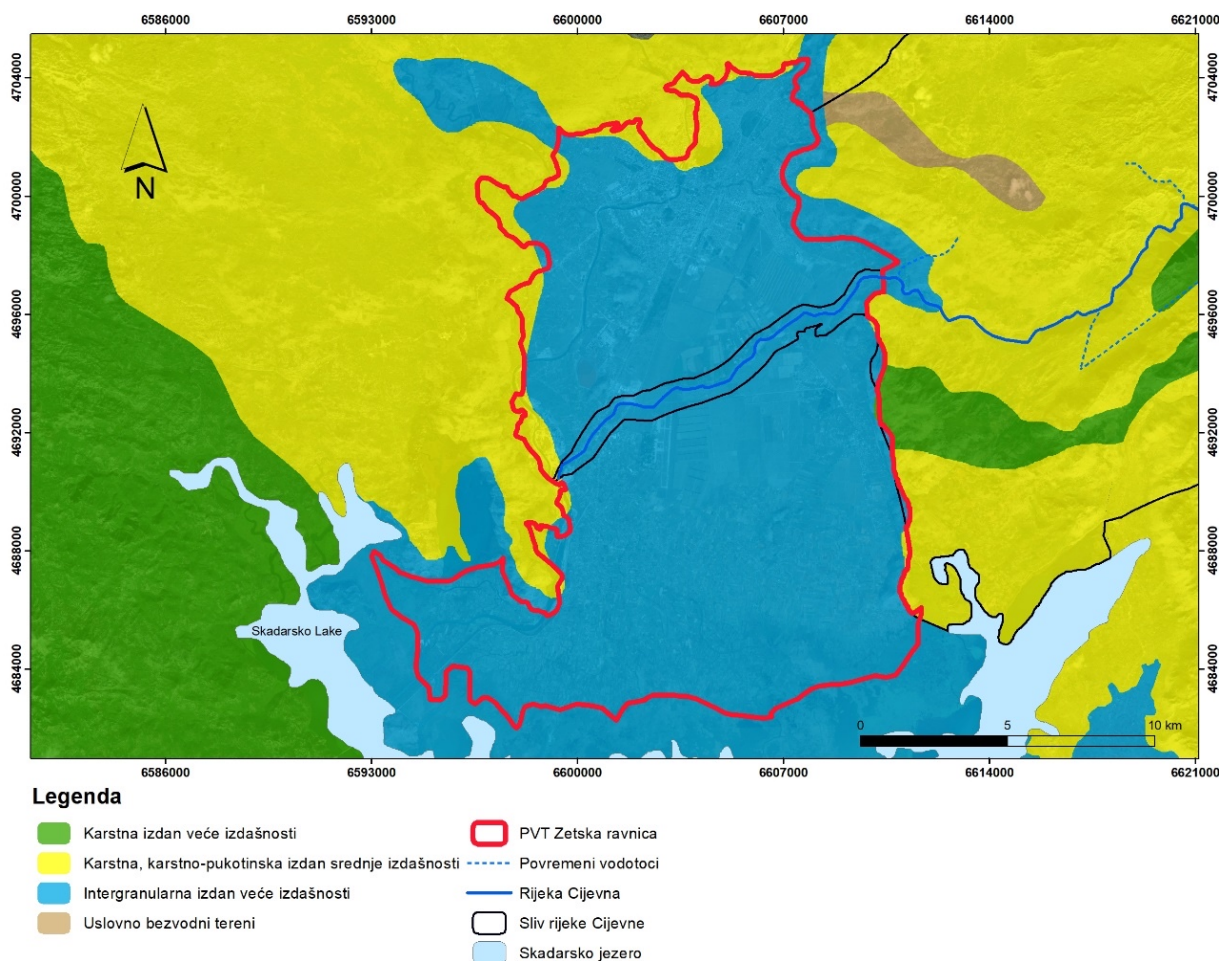 6586000 6593000 6600000 6607000 6614000 6621000
4704000 4704000
N
4700000 4700000
4696000 4696000
4692000 4692000
4688000 4688000
Skadarsko Lake
4684000 4684000
0 5 10 km
6586000 6593000 6600000 6607000 6614000 6621000
Legenda
Karstna izdan veće izdašnosti
Karstna, karstno-pukotinska izdan srednje izdašnosti
Intergranularna izdan veće izdašnosti
Uslovno bezvodni tereni
PVT Zetska ravnica
Povremeni vodotoci
Rijeka Cijevna
Sliv rijeke Cijevne
Skadarsko jezero